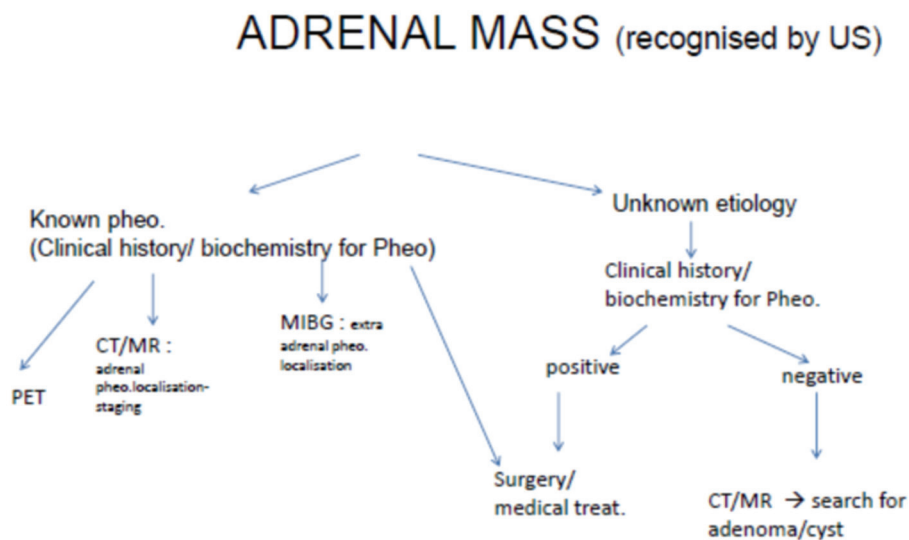 ADRENAL MASS (recognised by US)
Known pheo.
(Clinical history/ biochemistry for Pheo)
PET
CT/MR :
adrenal
pheo.localisation-
staging
MIBG : extra
adrenal pheo.
localisation
Unknown etiology
Clinical history/
biochemistry for Pheo.
positive
negative
Surgery/
medical treat.
CT/MR → search for
adenoma/cyst